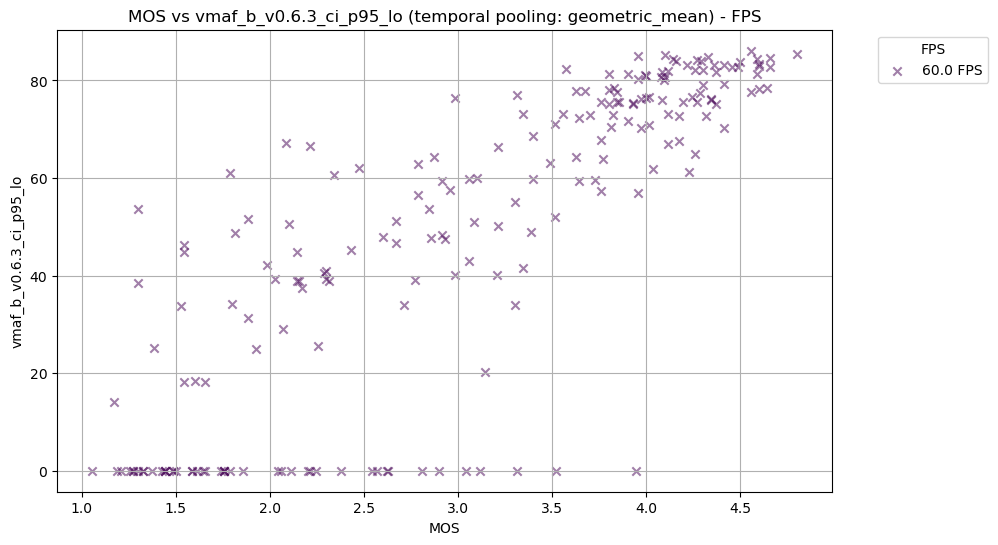 MOS vs vmaf_b_v0.6.3_ci_p95_lo (temporal pooling: geometric_mean) - FPS
FPS
60.0 FPS
vmaf_b_v0.6.3_ci_p95_lo
80
60
40
20
0
1.0 1.5 2.0 2.5 3.0 3.5 4.0 4.5
MOS